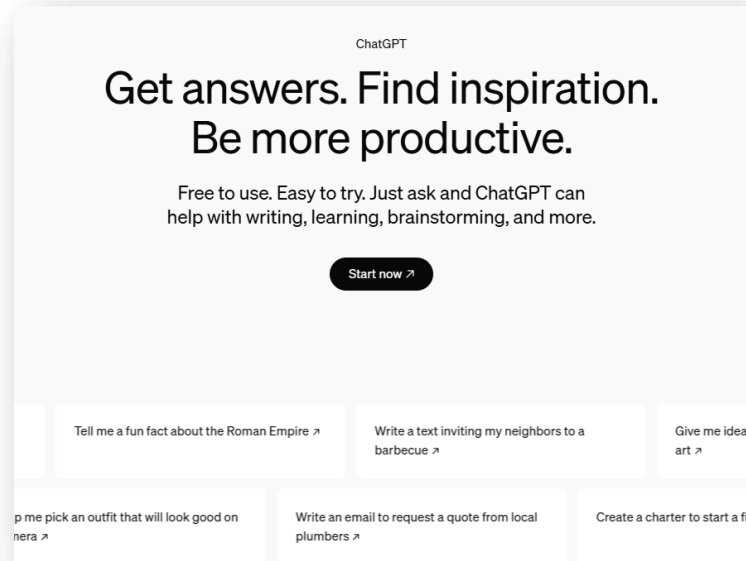 ChatGPT
Get answers. Find inspiration.
Be more productive.
Free to use. Easy to try. Just ask and ChatGPT can
help with writing, learning, brainstorming, and more.
Start now ↗
Tell me a fun fact about the Roman Empire ↗
Write a text inviting my neighbors to a
barbecue ↗
Give me idea
art ↗
p me pick an outfit that will look good on
mera ↗
Write an email to request a quote from local
plumbers ↗
Create a charter to start a fi